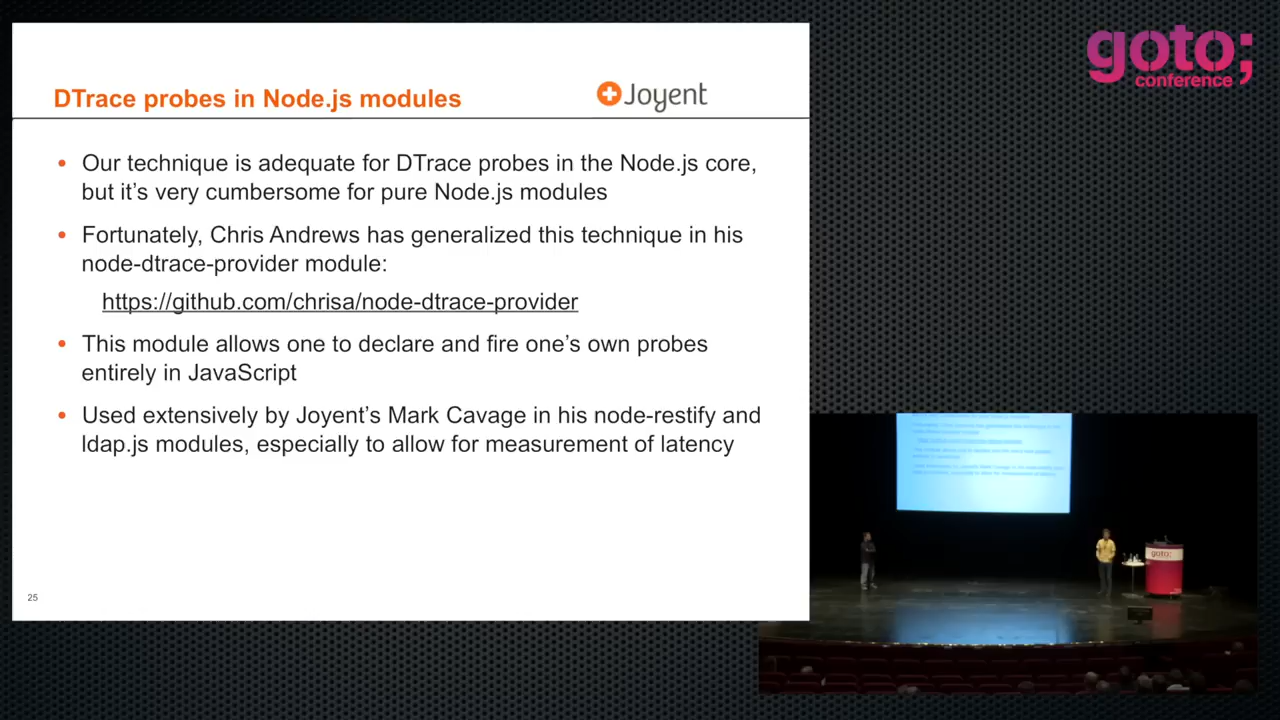 DTrace probes in Node.js modules
Joyent
goto;
conference
• Our technique is adequate for DTrace probes in the Node.js core,
but it's very cumbersome for pure Node.js modules
• Fortunately, Chris Andrews has generalized this technique in his
node-dtrace-provider module:
https://github.com/chrisa/node-dtrace-provider
• This module allows one to declare and fire one's own probes
entirely in JavaScript
• Used extensively by Joyent's Mark Cavage in his node-restify and
ldap.js modules, especially to allow for measurement of latency
25
goto;